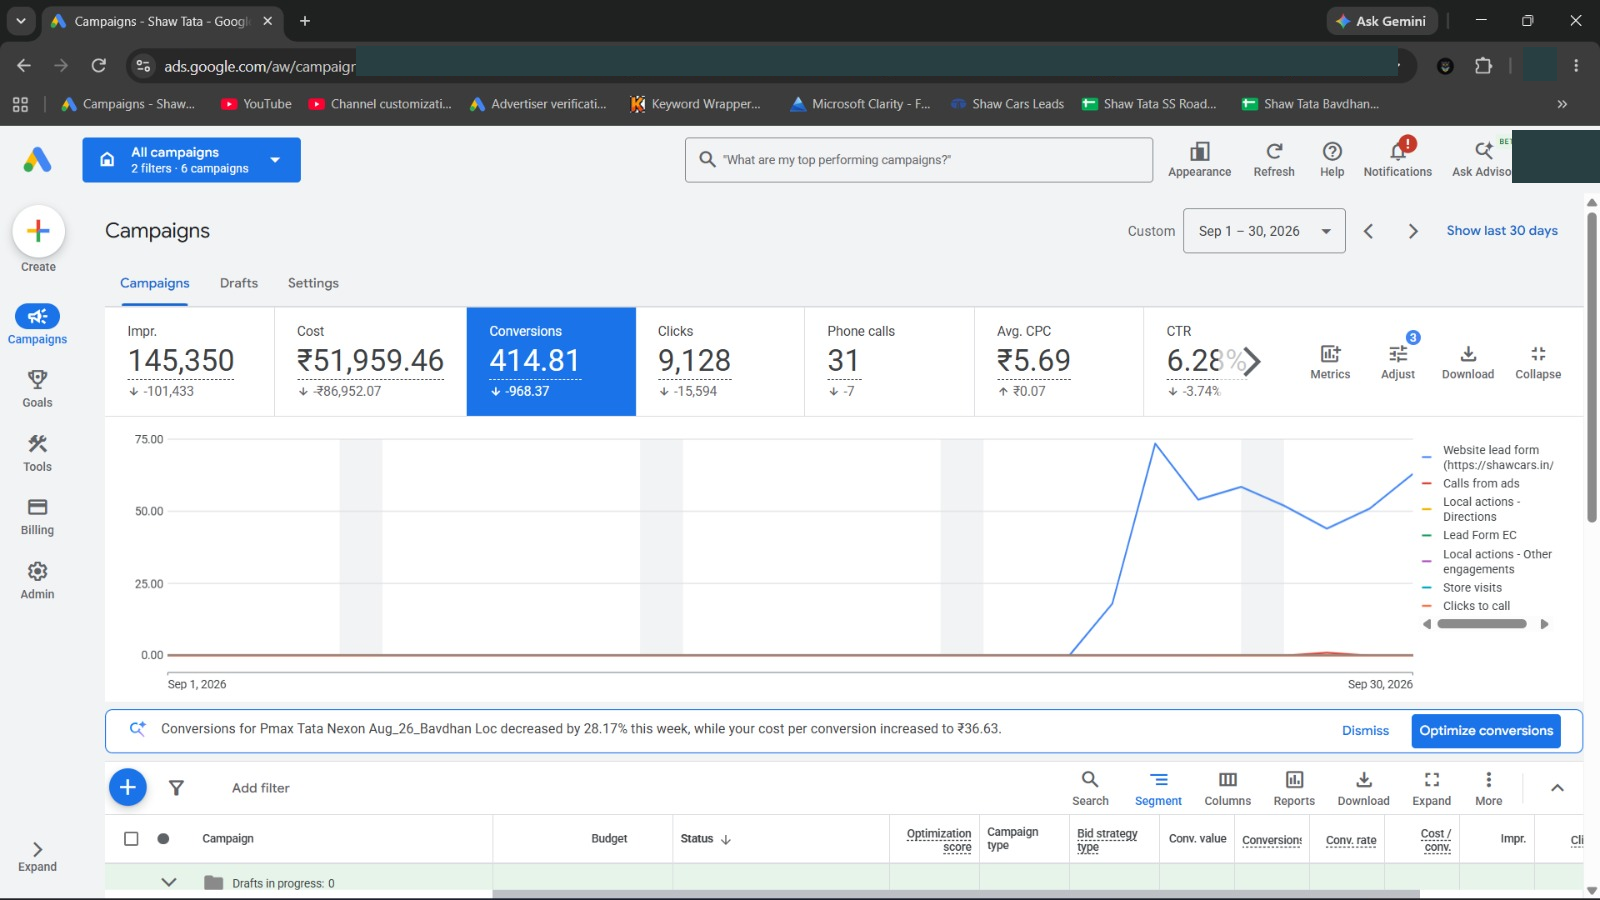 Campaigns - Shaw Tata - Googl
Ask Gemini
ads.google.com/aw/campaigr
Campaigns - Shaw...
YouTube
Channel customizati...
Advertiser verificati...
Keyword Wrapper...
Microsoft Clarity - F...
Shaw Cars Leads
Shaw Tata SS Road...
Shaw Tata Bavdhan...
All campaigns
2 filters · 6 campaigns
"What are my top performing campaigns?"
Appearance
Refresh
Help
Notifications
Ask Adviso
BET
Create
Campaigns
Goals
Tools
Billing
Admin
Expand
Campaigns
Custom
Sep 1 – 30, 2026
Show last 30 days
Campaigns
Drafts
Settings
Impr.
145,350
-101,433
Cost
₹51,959.46
-₹86,952.07
Conversions
414.81
-968.37
Clicks
9,128
-15,594
Phone calls
31
-7
Avg. CPC
₹5.69
₹0.07
CTR
6.28%
-3.74%
Metrics
3
Adjust
Download
Collapse
75.00
50.00
25.00
0.00
Sep 1, 2026
Sep 30, 2026
Website lead form
(https://shawcars.in/
Calls from ads
Local actions -
Directions
Lead Form EC
Local actions - Other
engagements
Store visits
Clicks to call
Conversions for Pmax Tata Nexon Aug_26_Bavdhan Loc decreased by 28.17% this week, while your cost per conversion increased to ₹36.63.
Dismiss
Optimize conversions
Add filter
Search
Segment
Columns
Reports
Download
Expand
More
Campaign
Budget
Status
Optimization
score
Campaign
type
Bid strategy
type
Conv. value
Conversions
Conv. rate
Cost /
conv.
Impr.
Cli
Drafts in progress: 0